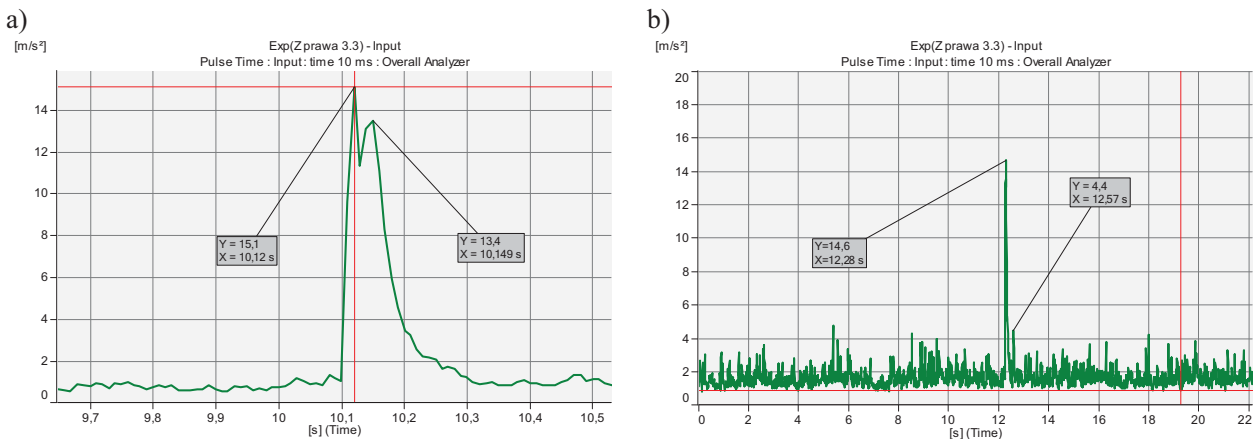 a)
[m/s²]
Exp(Zprawa 3.3) - Input
Pulse Time : Input : time 10 ms : Overall Analyzer
14
12
10
8
6
4
2
0
Y = 15,1
X = 10,12 s
Y = 13,4
X = 10,149 s
9,7 9,8 9,9 10 10,1 10,2 10,3 10,4 10,5
[s] (Time)
b)
[m/s²]
Exp(Zprawa 3.3) - Input
Pulse Time : Input : time 10 ms : Overall Analyzer
20
18
16
14
12
10
8
6
4
2
0
Y = 4,4
X = 12,57 s
Y=14,6
X=12,28 s
0 2 4 6 8 10 12 14 16 18 20 22
[s] (Time)